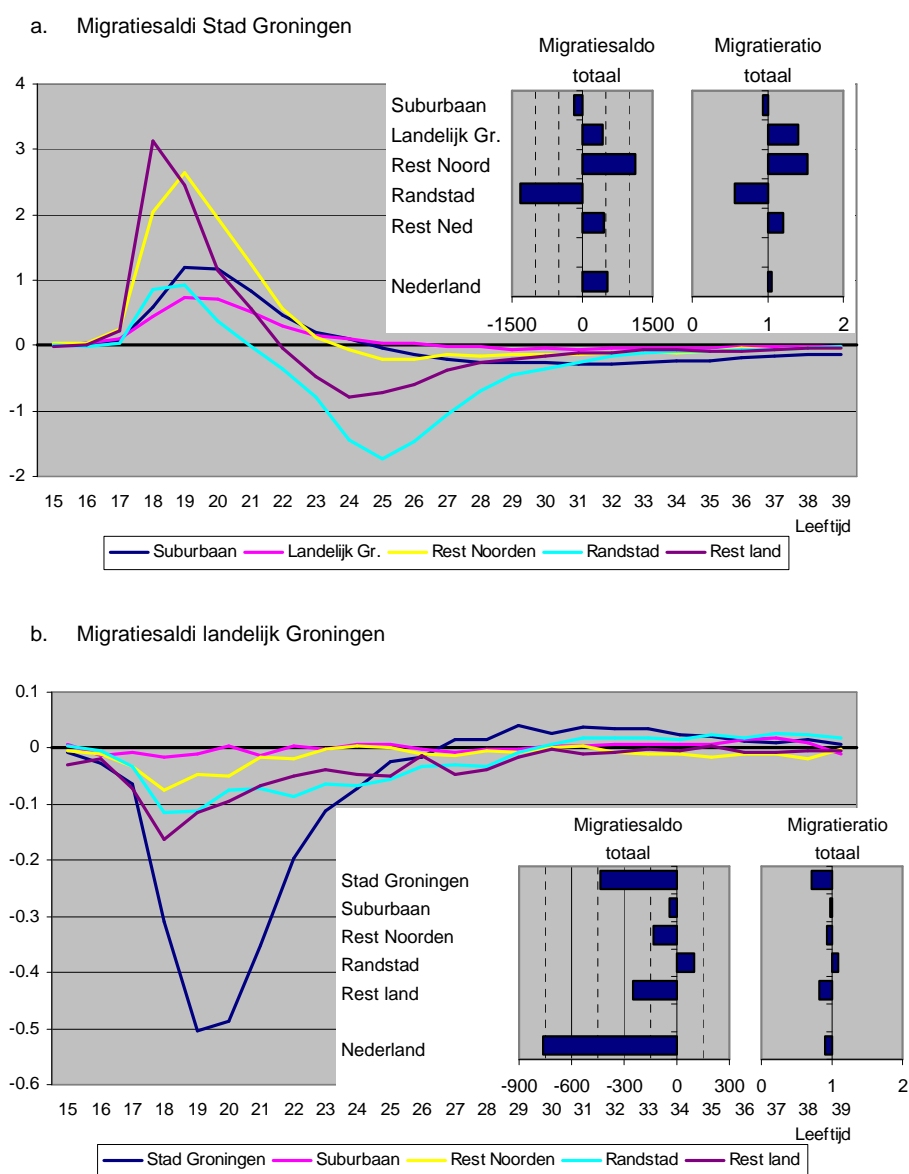 a. Migratiesaldi Stad Groningen
Migratiesaldo totaal
Migratieratio totaal
Suburbaan
Landelijk Gr.
Rest Noord
Randstad
Rest Ned
Nederland
-1500 0 1500
0 1 2
4
3
2
1
0
-1
-2
15 16 17 18 19 20 21 22 23 24 25 26 27 28 29 30 31 32 33 34 35 36 37 38 39
Leeftijd
Suburbaan Landelijk Gr. Rest Noorden Randstad Rest land
b. Migratiesaldi landelijk Groningen
0.1
0
-0.1
-0.2
-0.3
-0.4
-0.5
-0.6
Migratiesaldo totaal
Migratieratio totaal
Stad Groningen
Suburbaan
Rest Noorden
Randstad
Rest land
Nederland
-900 -600 -300 0 300
0 1 2
15 16 17 18 19 20 21 22 23 24 25 26 27 28 29 30 31 32 33 34 35 36 37 38 39
Leeftijd
Stad Groningen Suburbaan Rest Noorden Randstad Rest land